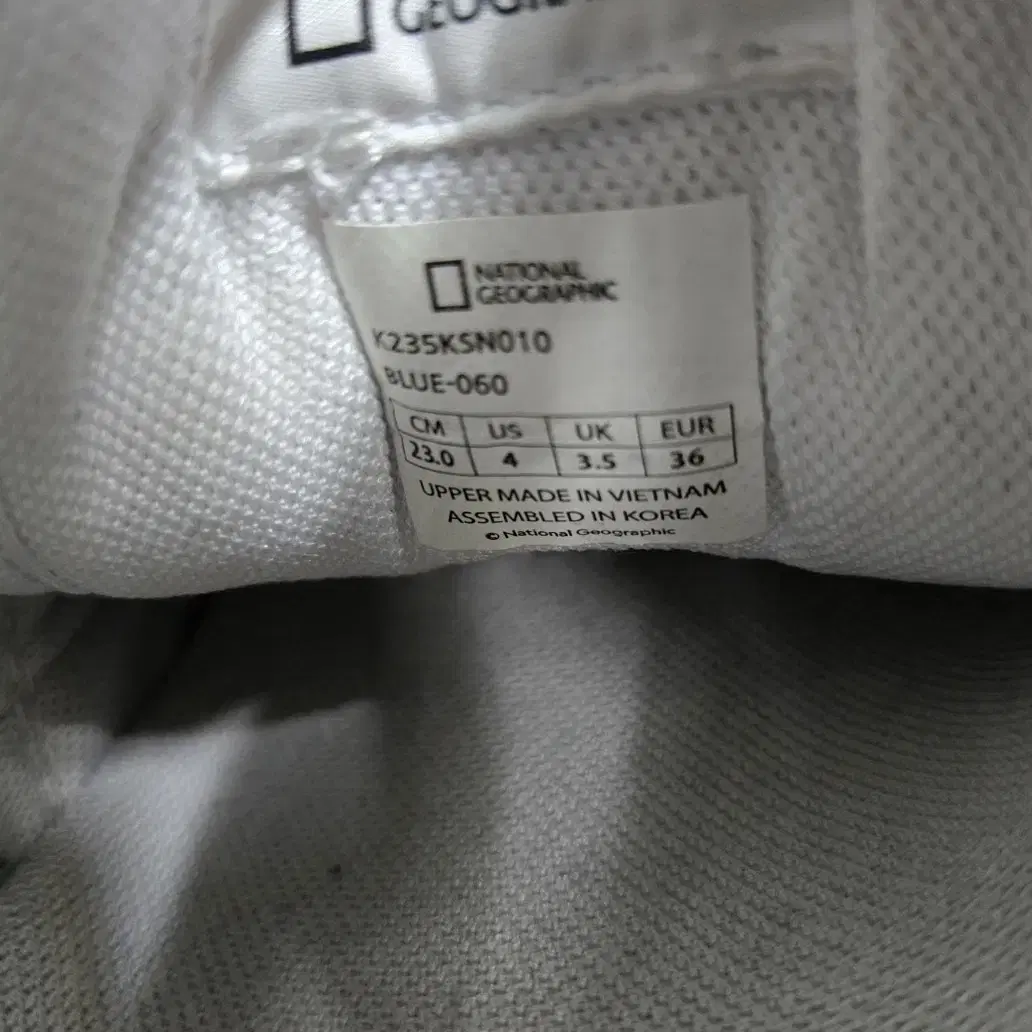 NATIONAL
GEOGRAPHIC
K235KSN010
BLUE-060
CM US UK EUR
23.0 4 3.5 36
UPPER MADE IN VIETNAM
ASSEMBLED IN KOREA
© National Geographic